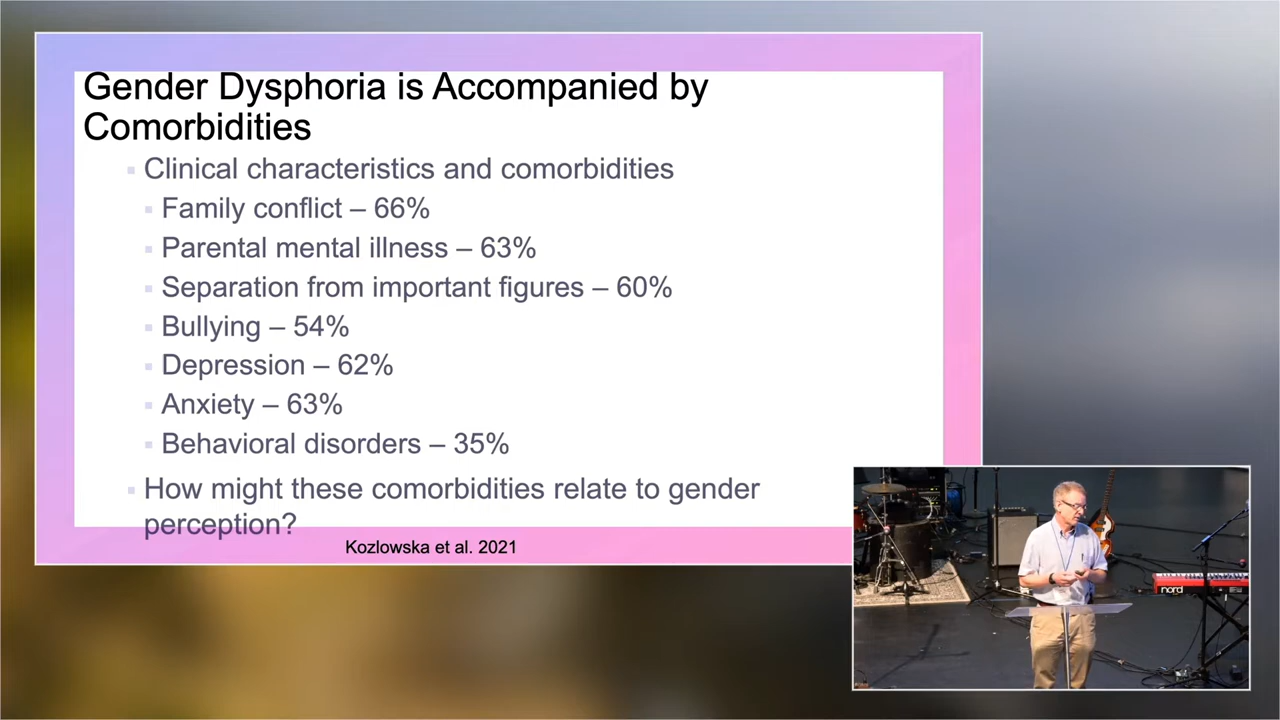 Gender Dysphoria is Accompanied by
Comorbidities
Clinical characteristics and comorbidities
Family conflict – 66%
Parental mental illness – 63%
Separation from important figures – 60%
Bullying – 54%
Depression – 62%
Anxiety – 63%
Behavioral disorders – 35%
How might these comorbidities relate to gender
perception?
Kozlowska et al. 2021
nord